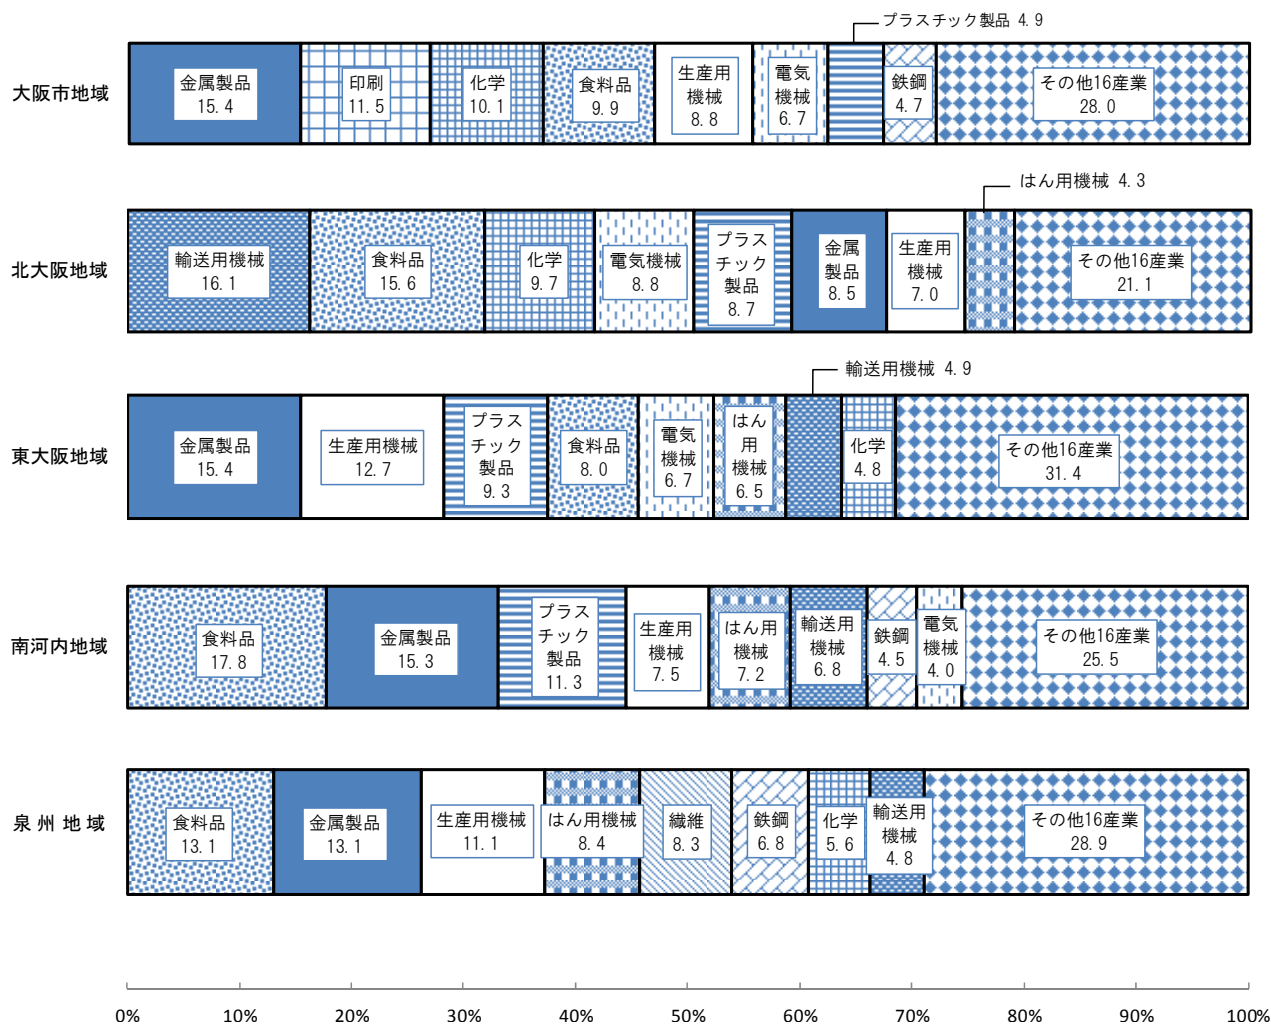 プラスチック製品 4.9
大阪市地域
金属製品
15.4
印刷
11.5
化学
10.1
食料品
9.9
生産用
機械
8.8
電気
機械
6.7
鉄鋼
4.7
その他16産業
28.0
はん用機械 4.3
北大阪地域
輸送用機械
16.1
食料品
15.6
化学
9.7
電気機械
8.8
プラス
チック
製品
8.7
金属
製品
8.5
生産用
機械
7.0
その他16産業
21.1
輸送用機械 4.9
東大阪地域
金属製品
15.4
生産用機械
12.7
プラス
チック
製品
9.3
食料品
8.0
電気
機械
6.7
はん
用
機械
6.5
化学
4.8
その他16産業
31.4
南河内地域
食料品
17.8
金属製品
15.3
プラス
チック
製品
11.3
生産用
機械
7.5
はん用
機械
7.2
輸送用
機械
6.8
鉄鋼
4.5
電気
機械
4.0
その他16産業
25.5
泉州地域
食料品
13.1
金属製品
13.1
生産用機械
11.1
はん用機械
8.4
繊維
8.3
鉄鋼
6.8
化学
5.6
輸送用
機械
4.8
その他16産業
28.9
0% 10% 20% 30% 40% 50% 60% 70% 80% 90% 100%